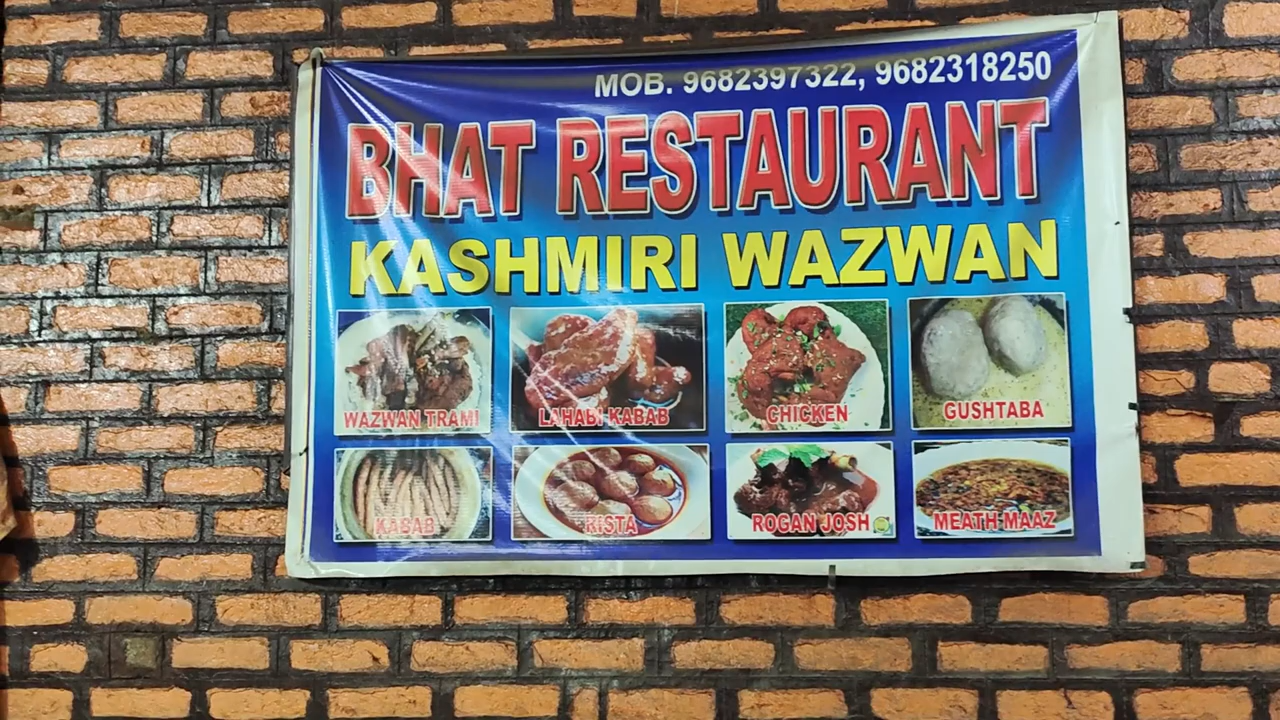 MOB. 9682397322, 9682318250
BHAT RESTAURANT
KASHMIRI WAZWAN
WAZWAN TRAMI
LAHABI KABAB
CHICKEN
GUSHTABA
KABAB
RISTA
ROGAN JOSH
MEATH MAAZ